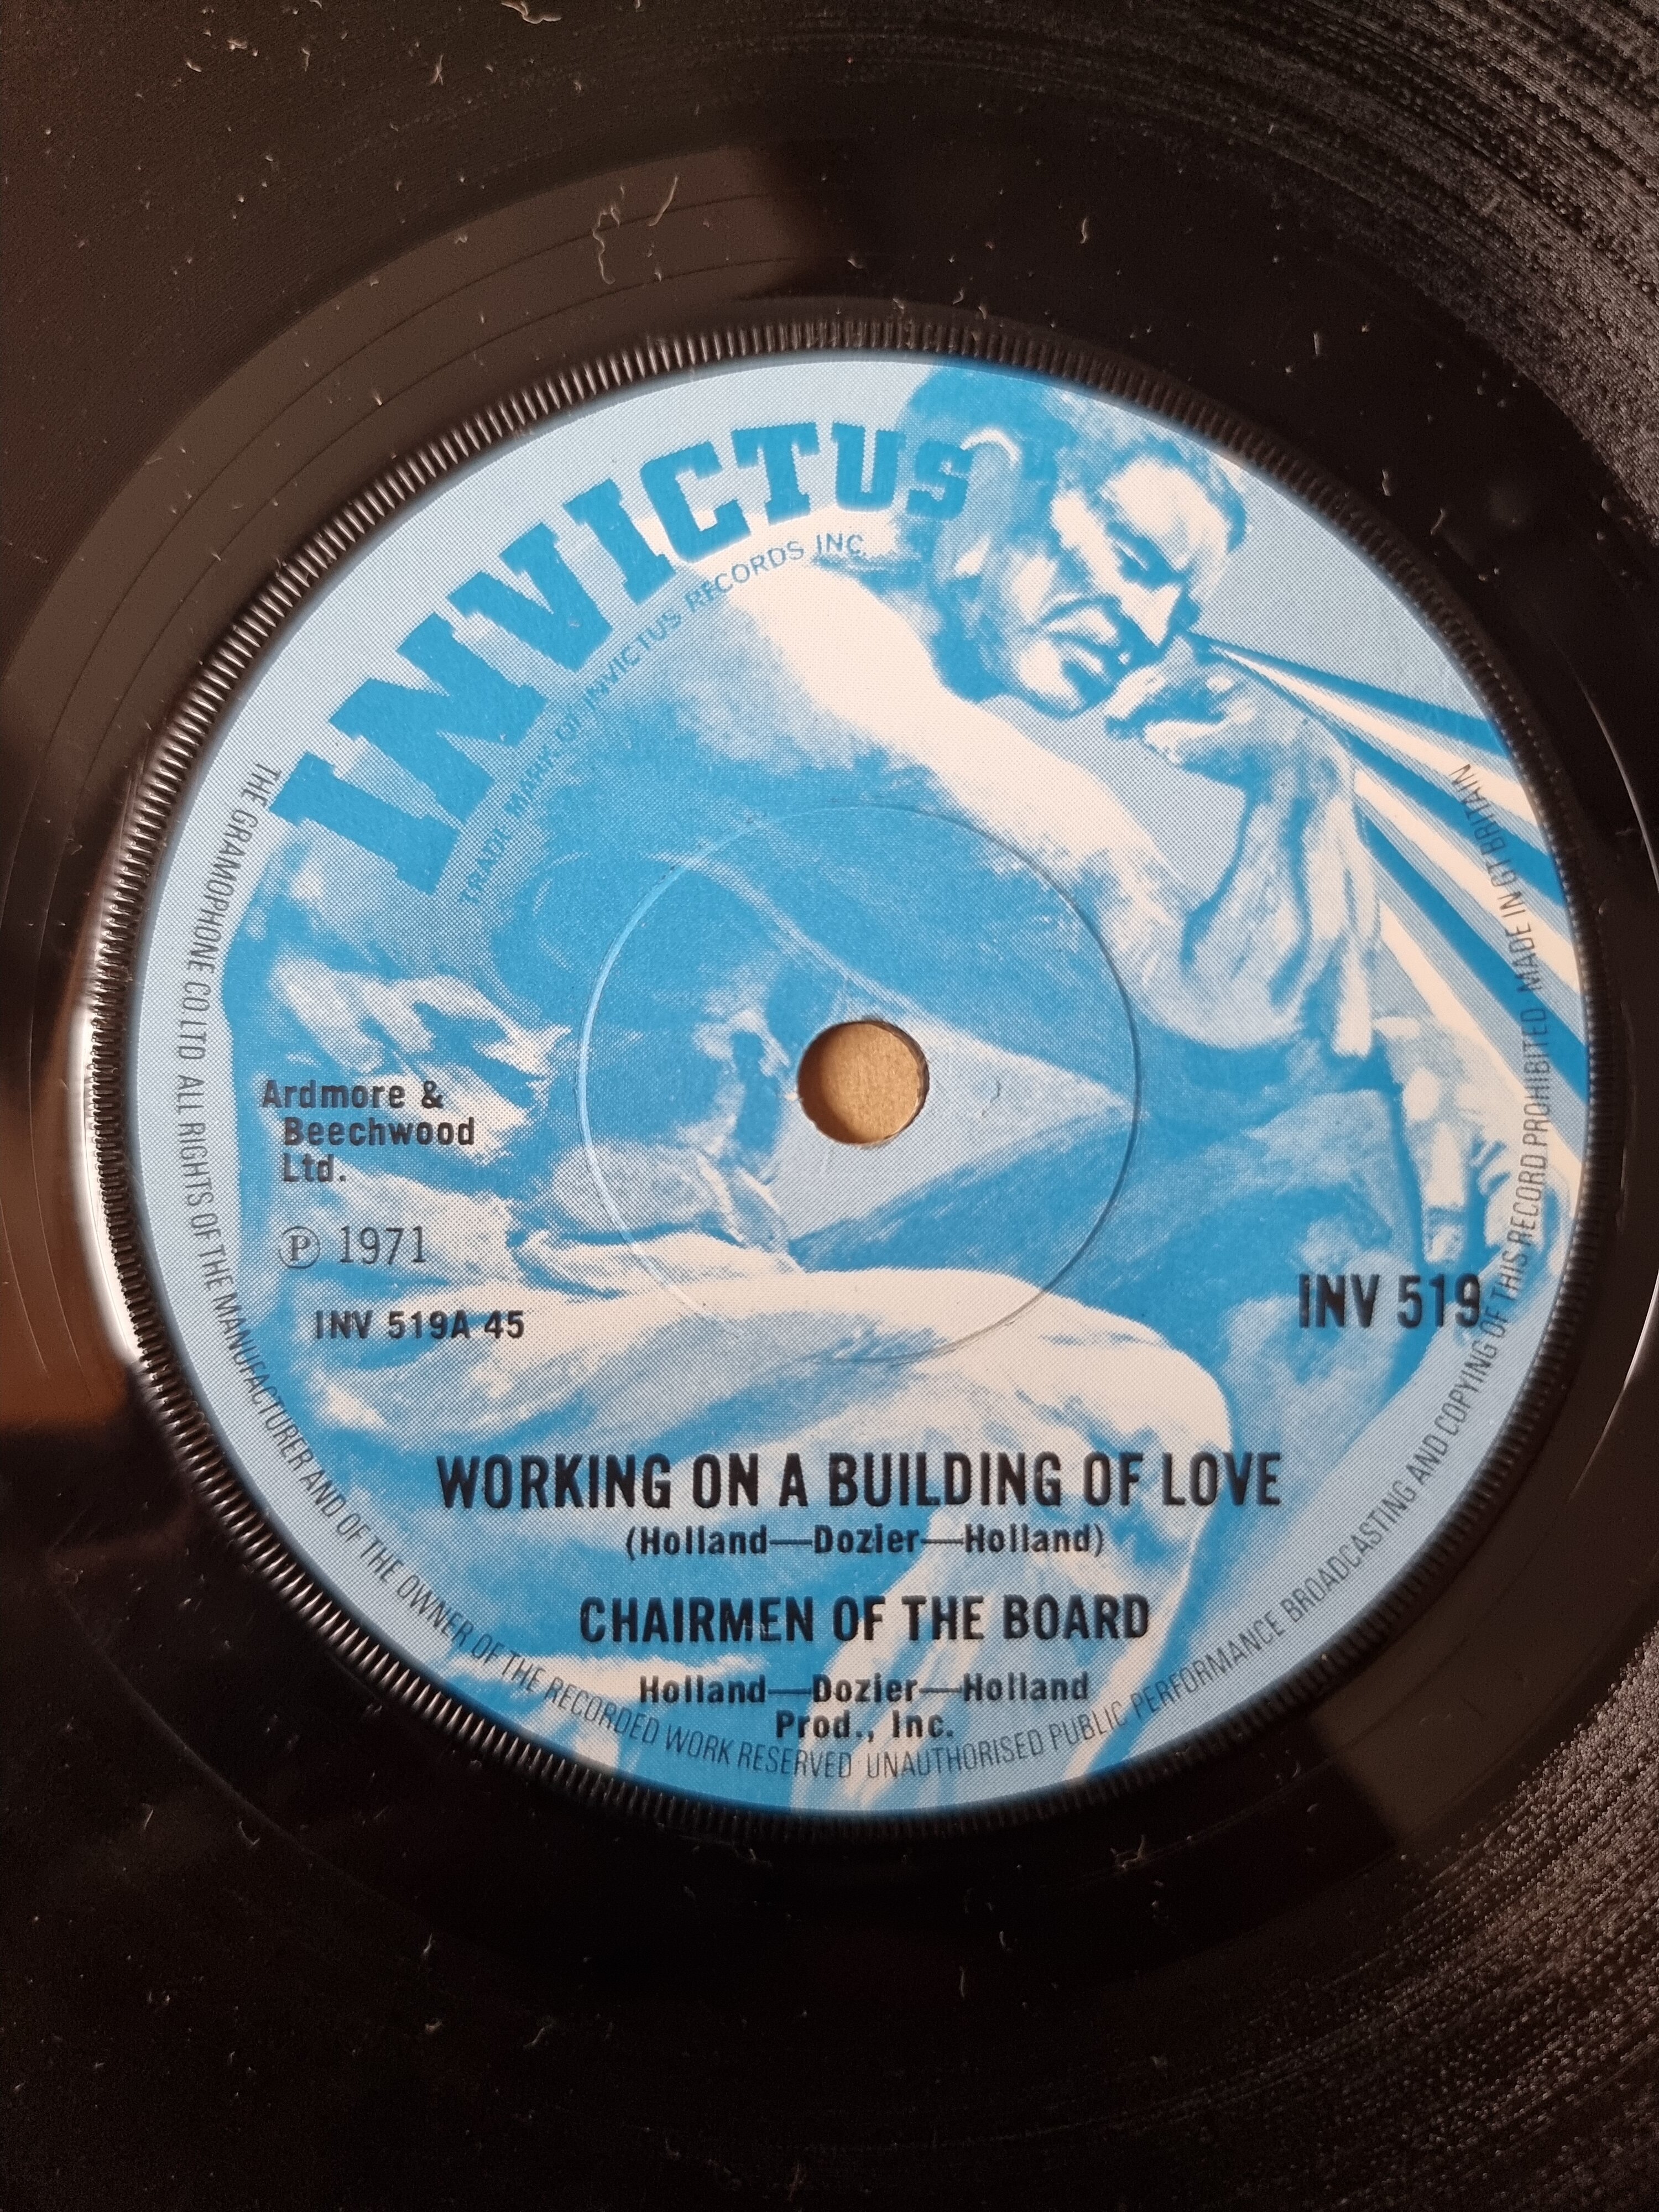 INVICTUS
TRADE MARK OF INVICTUS RECORDS INC.
THE GRAMOPHONE CO LTD ALL RIGHTS OF THE MANUFACTURER AND OF THE OWNER OF THE RECORDED WORK RESERVED UNAUTHORISED PUBLIC PERFORMANCE BROADCASTING AND COPYING OF THIS RECORD PROHIBITED MADE IN GT BRITAIN
Ardmore &
Beechwood
Ltd.
Ⓟ 1971
INV 519A 45
INV 519
WORKING ON A BUILDING OF LOVE
(Holland—Dozier—Holland)
CHAIRMEN OF THE BOARD
Holland—Dozier—Holland
Prod., Inc.